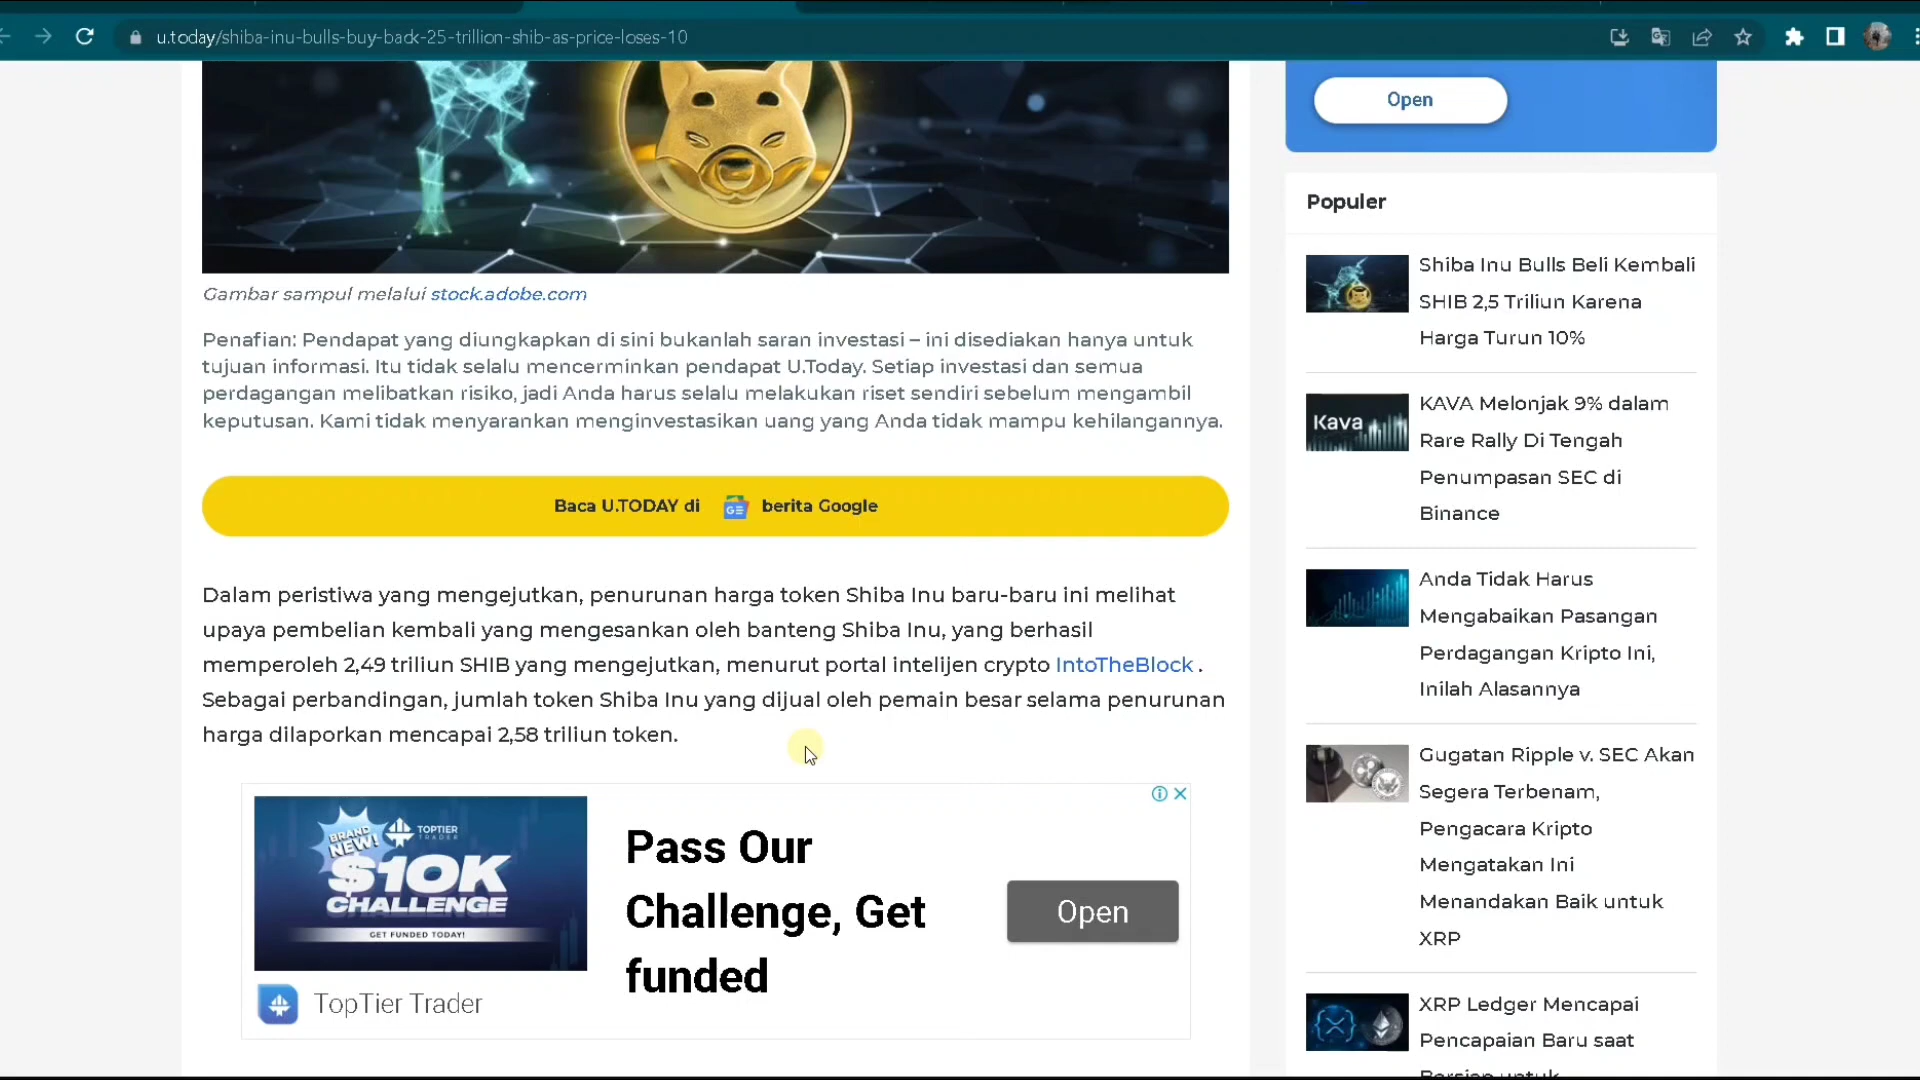 u.today/shiba-inu-bulls-buy-back-25-trillion-shib-as-price-loses-10
Open
Gambar sampul melalui stock.adobe.com
Penafian: Pendapat yang diungkapkan di sini bukanlah saran investasi – ini disediakan hanya untuk
tujuan informasi. Itu tidak selalu mencerminkan pendapat U.Today. Setiap investasi dan semua
perdagangan melibatkan risiko, jadi Anda harus selalu melakukan riset sendiri sebelum mengambil
keputusan. Kami tidak menyarankan menginvestasikan uang yang Anda tidak mampu kehilangannya.
Baca U.TODAY di GE berita Google
Dalam peristiwa yang mengejutkan, penurunan harga token Shiba Inu baru-baru ini melihat
upaya pembelian kembali yang mengesankan oleh banteng Shiba Inu, yang berhasil
memperoleh 2,49 triliun SHIB yang mengejutkan, menurut portal intelijen crypto IntoTheBlock .
Sebagai perbandingan, jumlah token Shiba Inu yang dijual oleh pemain besar selama penurunan
harga dilaporkan mencapai 2,58 triliun token.
BRAND
NEW!
TOPTIER
TRADER
$10K
CHALLENGE
GET FUNDED TODAY!
TopTier Trader
Pass Our
Challenge, Get
funded
Open
Populer
Shiba Inu Bulls Beli Kembali
SHIB 2,5 Triliun Karena
Harga Turun 10%
Kava
KAVA Melonjak 9% dalam
Rare Rally Di Tengah
Penumpasan SEC di
Binance
Anda Tidak Harus
Mengabaikan Pasangan
Perdagangan Kripto Ini,
Inilah Alasannya
Gugatan Ripple v. SEC Akan
Segera Terbenam,
Pengacara Kripto
Mengatakan Ini
Menandakan Baik untuk
XRP
XRP Ledger Mencapai
Pencapaian Baru saat